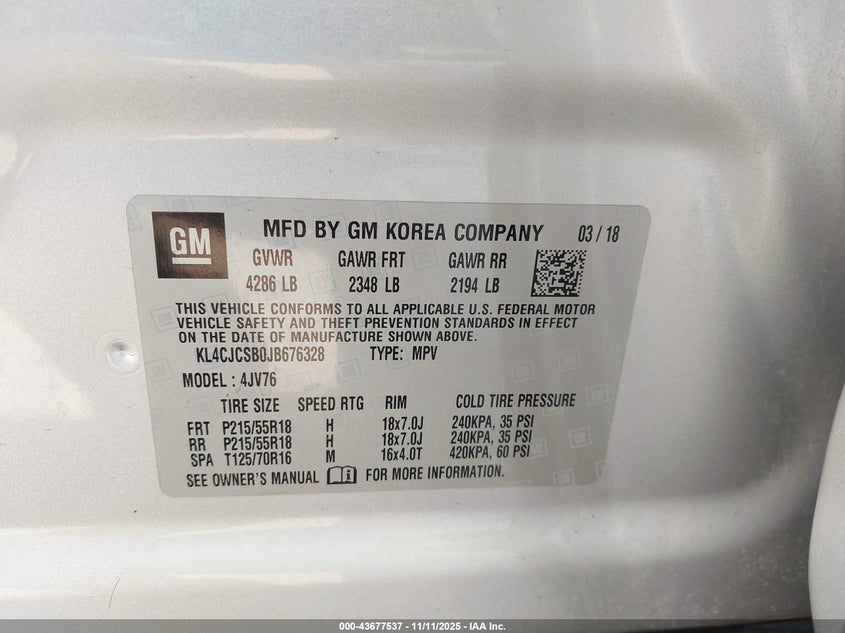 GM
MFD BY GM KOREA COMPANY 03 / 18
GVWR GAWR FRT GAWR RR
4286 LB 2348 LB 2194 LB
THIS VEHICLE CONFORMS TO ALL APPLICABLE U.S. FEDERAL MOTOR
VEHICLE SAFETY AND THEFT PREVENTION STANDARDS IN EFFECT
ON THE DATE OF MANUFACTURE SHOWN ABOVE.
KL4CJCSB0JB676328 TYPE: MPV
MODEL : 4JV76
TIRE SIZE SPEED RTG RIM COLD TIRE PRESSURE
FRT P215/55R18 H 18x7.0J 240KPA, 35 PSI
RR P215/55R18 H 18x7.0J 240KPA, 35 PSI
SPA T125/70R16 M 16x4.0T 420KPA, 60 PSI
SEE OWNER'S MANUAL FOR MORE INFORMATION.
000-43677537 - 11/11/2025 - IAA Inc.